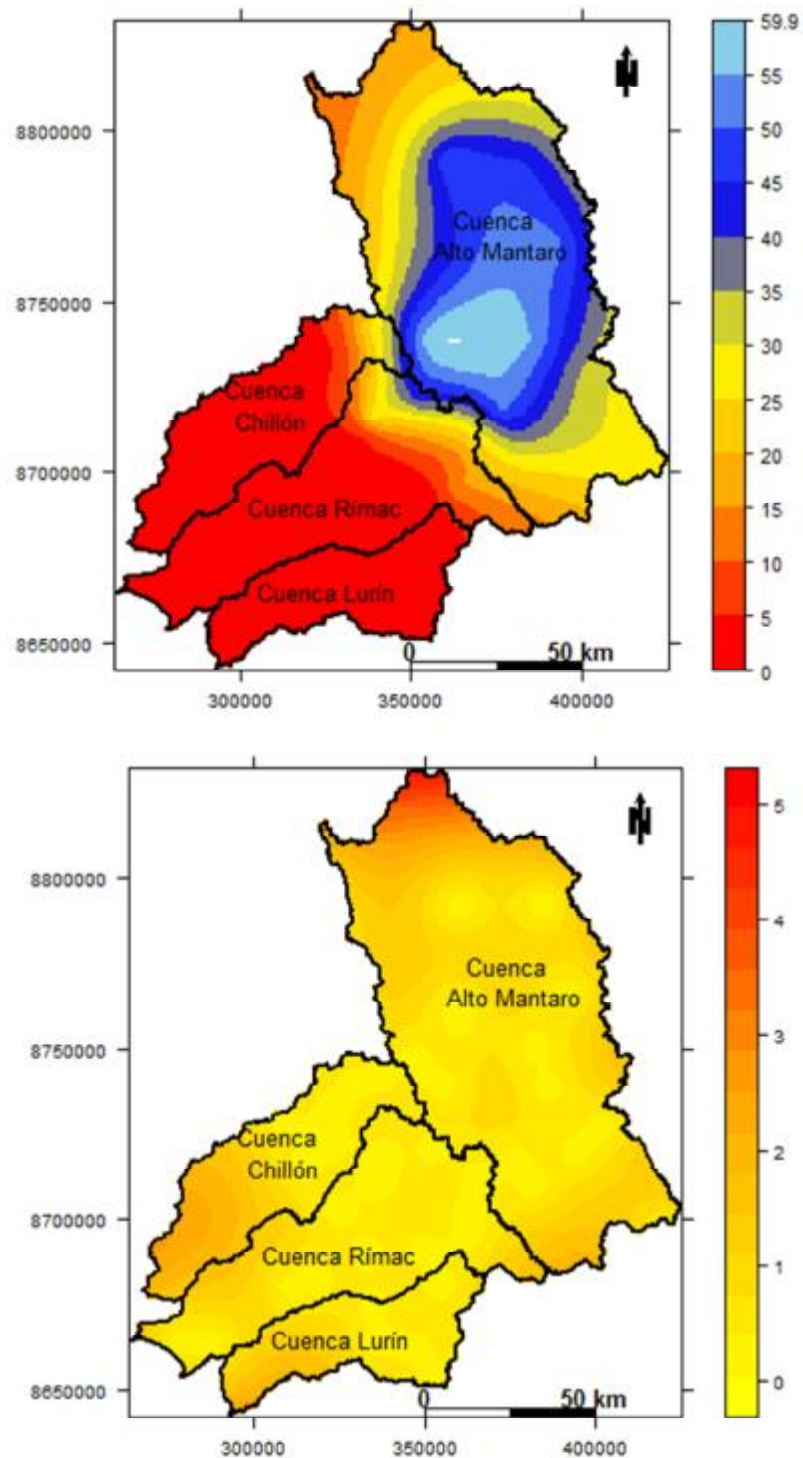 N
59.9
55
50
45
40
35
30
25
20
15
10
5
0
8800000
8750000
8700000
8650000
Cuenca
Alto Mantaro
Cuenca
Chillón
Cuenca Rímac
Cuenca Lurín
0 50 km
300000 350000 400000
N
5
4
3
2
1
0
8800000
8750000
8700000
8650000
Cuenca
Alto Mantaro
Cuenca
Chillón
Cuenca Rímac
Cuenca Lurín
0 50 km
300000 350000 400000